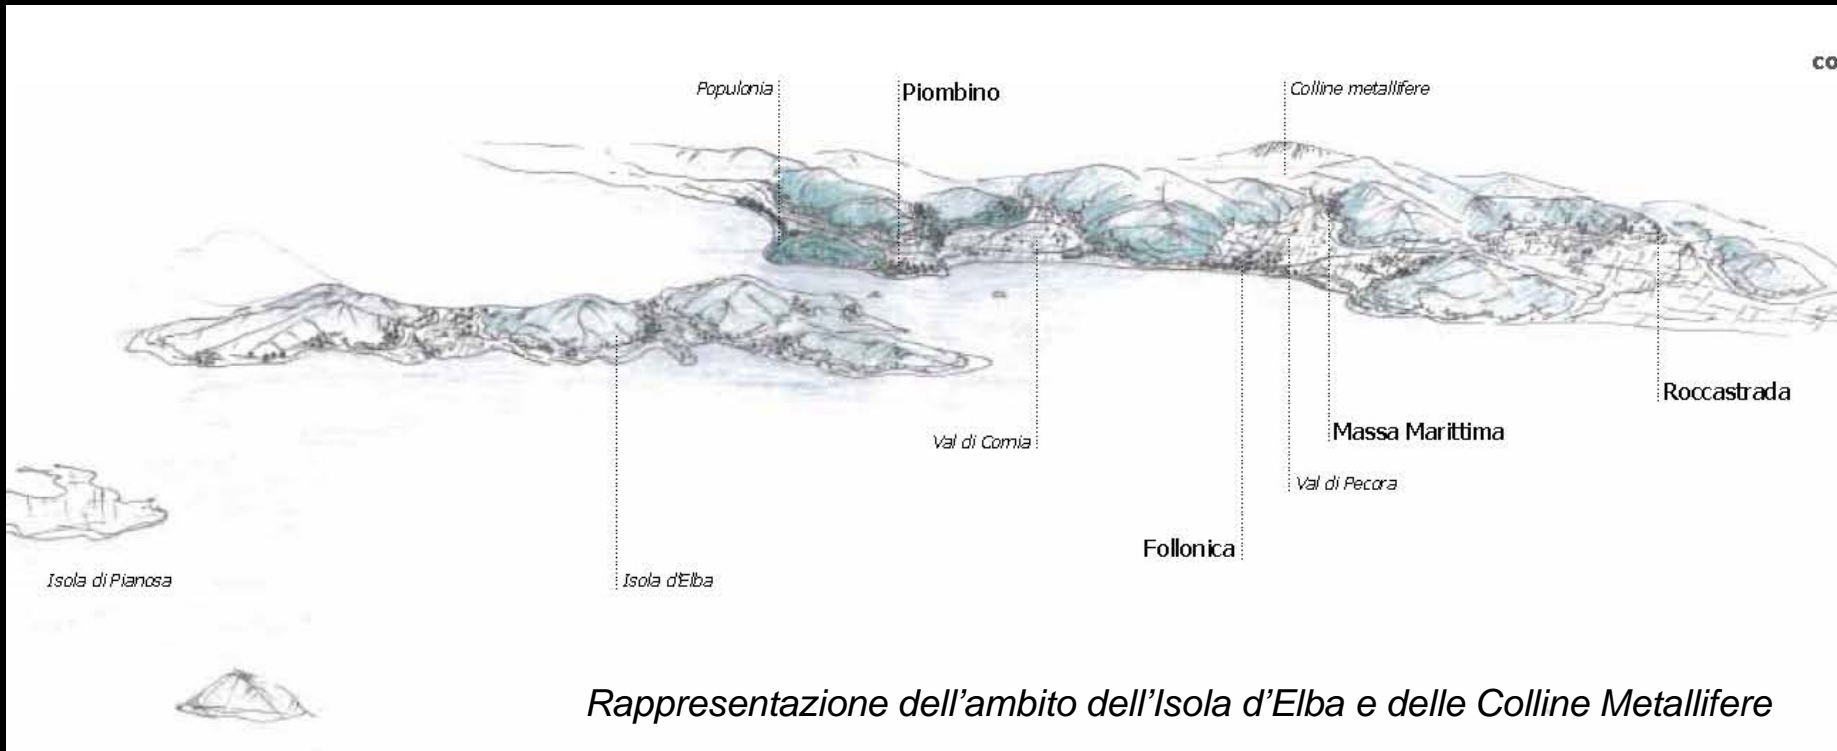 co
Populonia
Piombino
Colline metallifere
Roccastrada
Massa Marittima
Val di Cornia
Val di Pecora
Follonica
Isola di Pianosa
Isola d'Elba
Rappresentazione dell’ambito dell’Isola d’Elba e delle Colline Metallifere